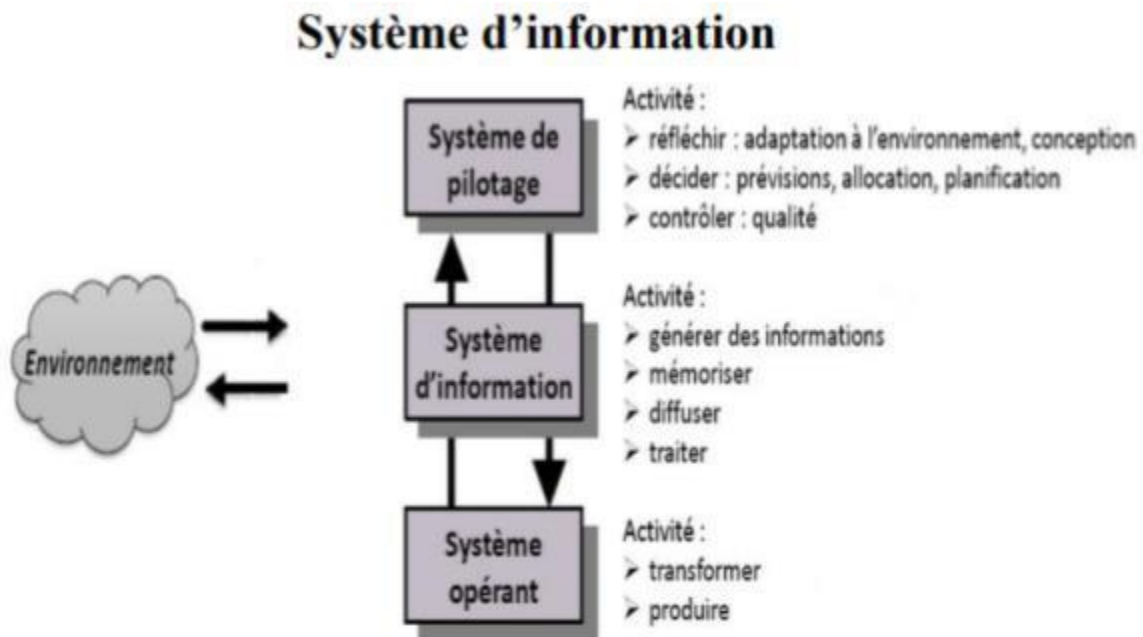 Système d'information
Système de
pilotage
Activité :
➢ réfléchir : adaptation à l'environnement, conception
➢ décider : prévisions, allocation, planification
➢ contrôler : qualité
Environnement
Système
d'information
Activité :
➢ générer des informations
➢ mémoriser
➢ diffuser
➢ traiter
Système
opérant
Activité :
➢ transformer
➢ produire